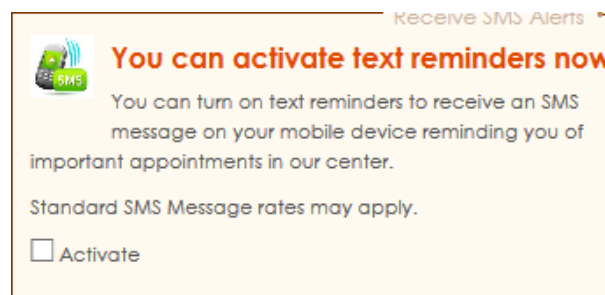 Receive SMS Alerts
You can activate text reminders now
SMS
You can turn on text reminders to receive an SMS
message on your mobile device reminding you of
important appointments in our center.
Standard SMS Message rates may apply.
Activate